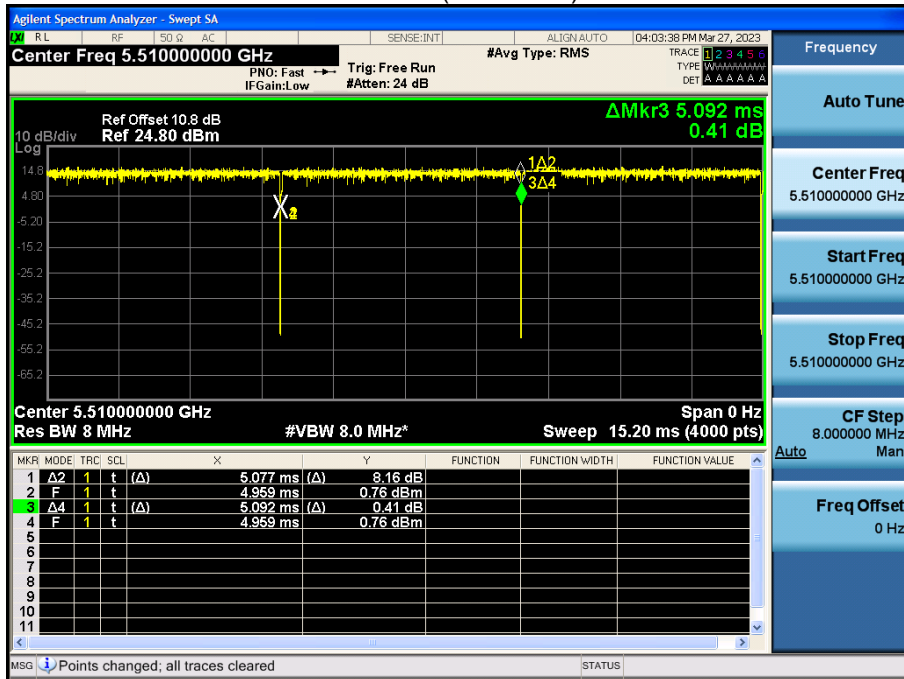 Agilent Spectrum Analyzer - Swept SA
LXI RL RF 50 Ω AC SENSE:INT ALIGN AUTO 04:03:38 PM Mar 27, 2023
Center Freq 5.510000000 GHz #Avg Type: RMS TRACE 1 2 3 4 5 6
PNO: Fast Trig: Free Run TYPE
IFGain:Low #Atten: 24 dB DET A A A A A A
Frequency
Auto Tune
Center Freq
5.510000000 GHz
Start Freq
5.510000000 GHz
Stop Freq
5.510000000 GHz
CF Step
8.000000 MHz
Auto Man
Freq Offset
0 Hz
ΔMkr3 5.092 ms
0.41 dB
Ref Offset 10.8 dB
10 dB/div Ref 24.80 dBm
Log
14.8
4.80
-5.20
-15.2
-25.2
-35.2
-45.2
-55.2
-65.2
1Δ2
3Δ4
Center 5.510000000 GHz Span 0 Hz
Res BW 8 MHz #VBW 8.0 MHz* Sweep 15.20 ms (4000 pts)
MKR MODE TRC SCL X Y FUNCTION FUNCTION WIDTH FUNCTION VALUE
1 Δ2 1 t (Δ) 5.077 ms (Δ) 8.16 dB
2 F 1 t 4.959 ms 0.76 dBm
3 Δ4 1 t (Δ) 5.092 ms (Δ) 0.41 dB
4 F 1 t 4.959 ms 0.76 dBm
5
6
7
8
9
10
11
MSG Points changed; all traces cleared STATUS